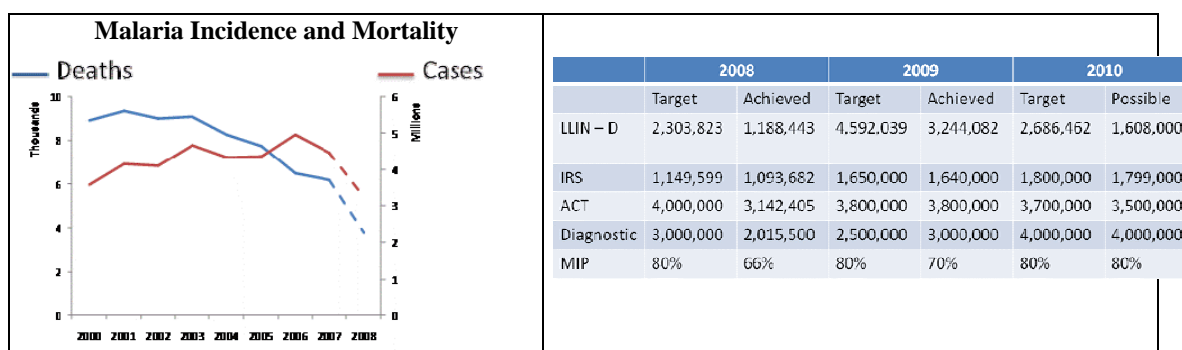 Malaria Incidence and Mortality
Deaths Cases
Thousands
10
8
6
4
2
0
Millions
6
5
4
3
2
1
0
2000 2001 2002 2003 2004 2005 2006 2007 2008
2008 2009 2010
Target Achieved Target Achieved Target Possible
LLIN – D 2,303,823 1,188,443 4.592.039 3,244,082 2,686,462 1,608,000
IRS 1,149,599 1,093,682 1,650,000 1,640,000 1,800,000 1,799,000
ACT 4,000,000 3,142,405 3,800,000 3,800,000 3,700,000 3,500,000
Diagnostic 3,000,000 2,015,500 2,500,000 3,000,000 4,000,000 4,000,000
MIP 80% 66% 80% 70% 80% 80%